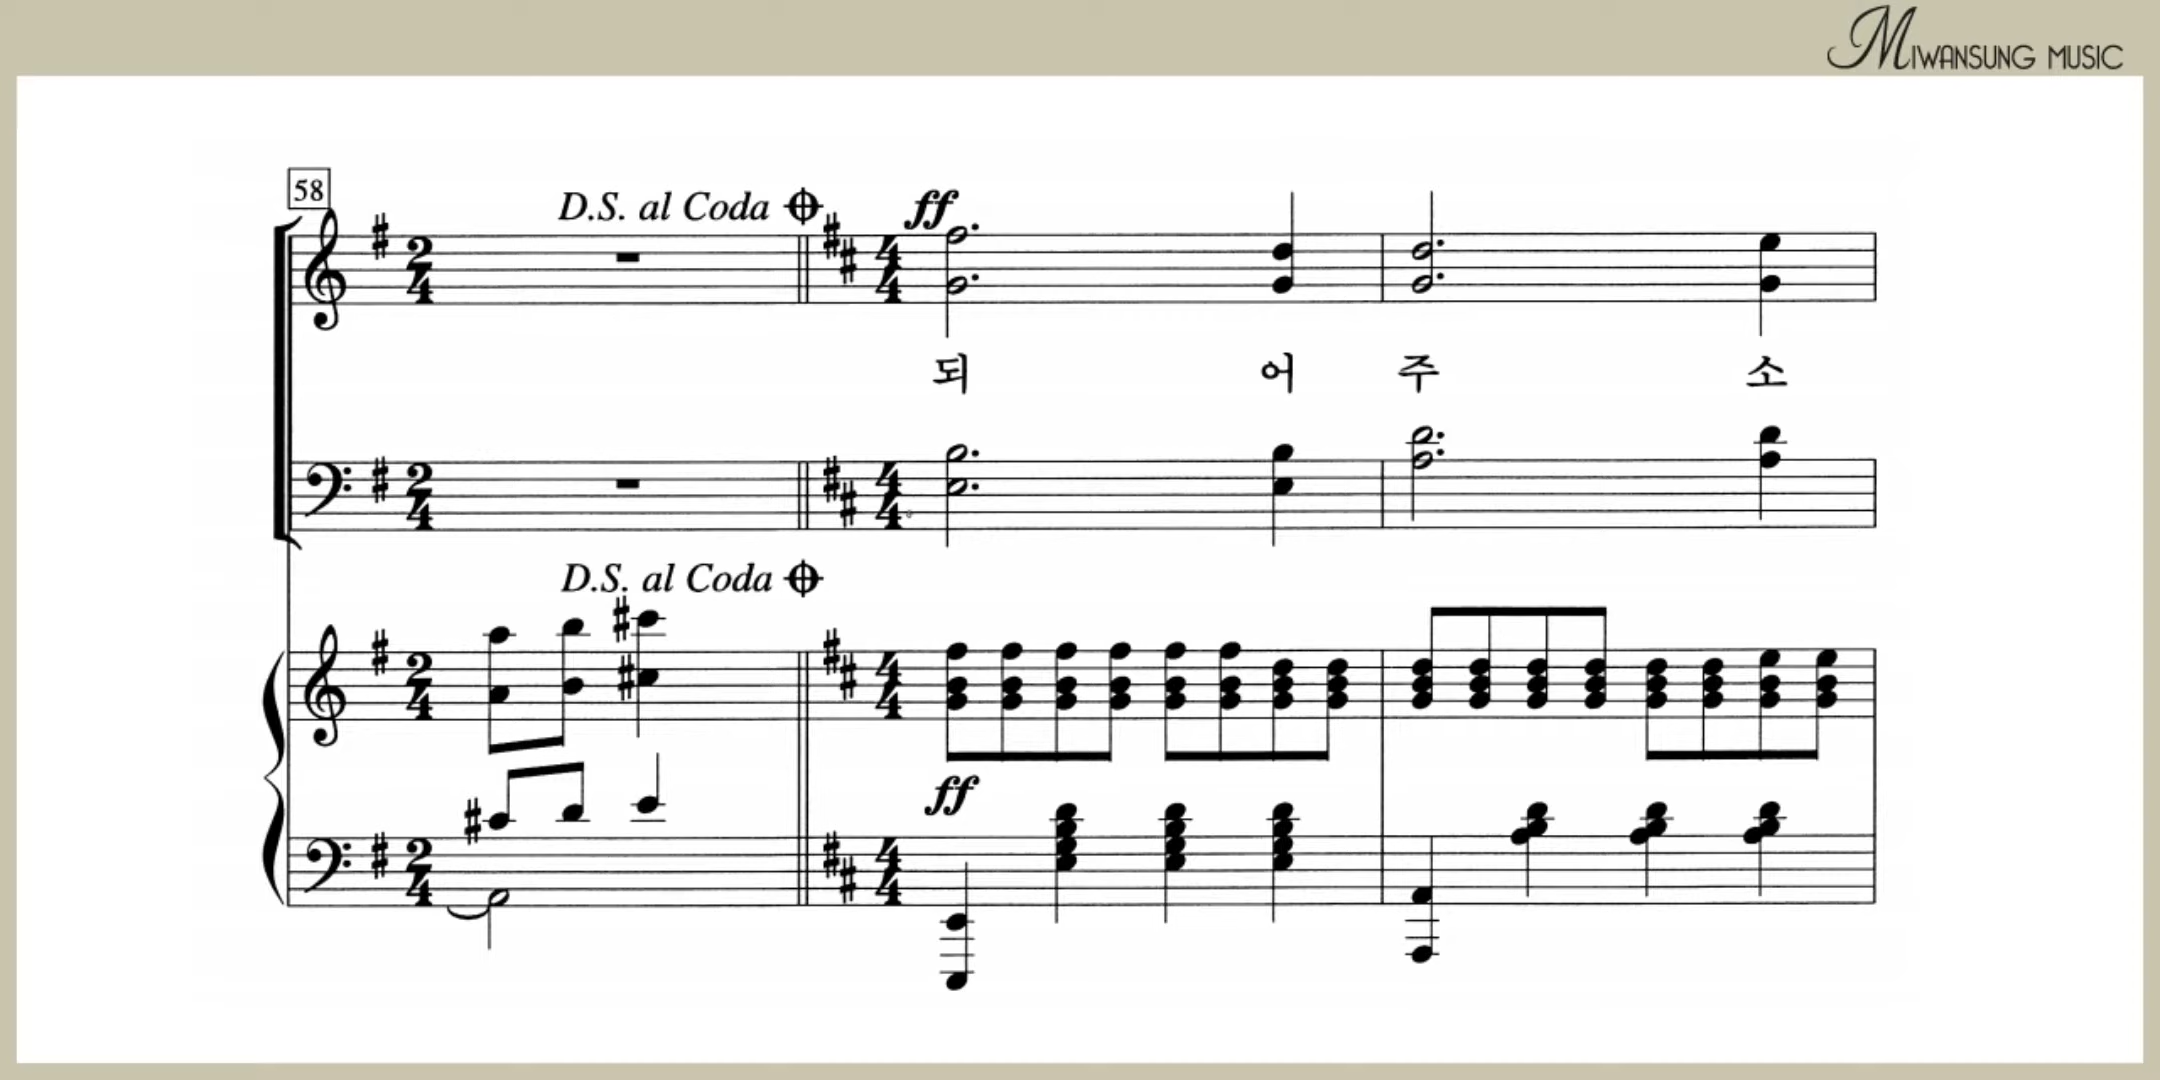 MIWANSUNG MUSIC
58
D.S. al Coda
ff
되 어 주 소
D.S. al Coda
ff